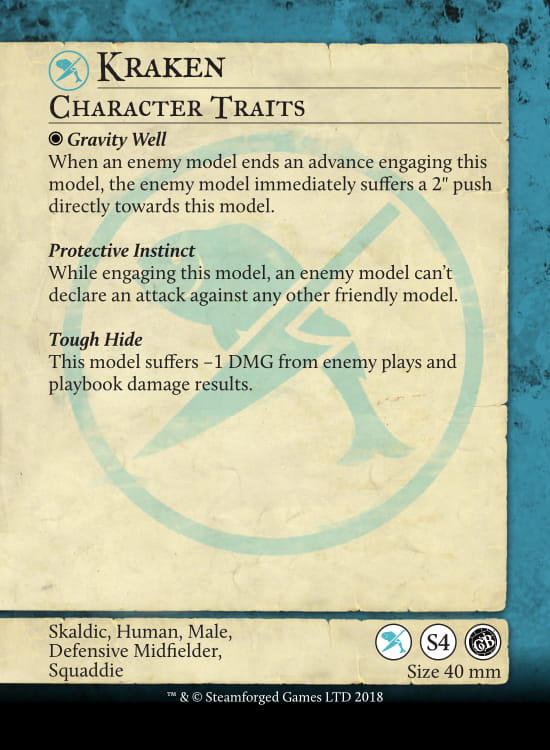 Kraken
Character Traits
Gravity Well
When an enemy model ends an advance engaging this
model, the enemy model immediately suffers a 2" push
directly towards this model.
Protective Instinct
While engaging this model, an enemy model can't
declare an attack against any other friendly model.
Tough Hide
This model suffers −1 DMG from enemy plays and
playbook damage results.
Skaldic, Human, Male,
Defensive Midfielder,
Squaddie
S4
GB
Size 40 mm
™ & © Steamforged Games LTD 2018